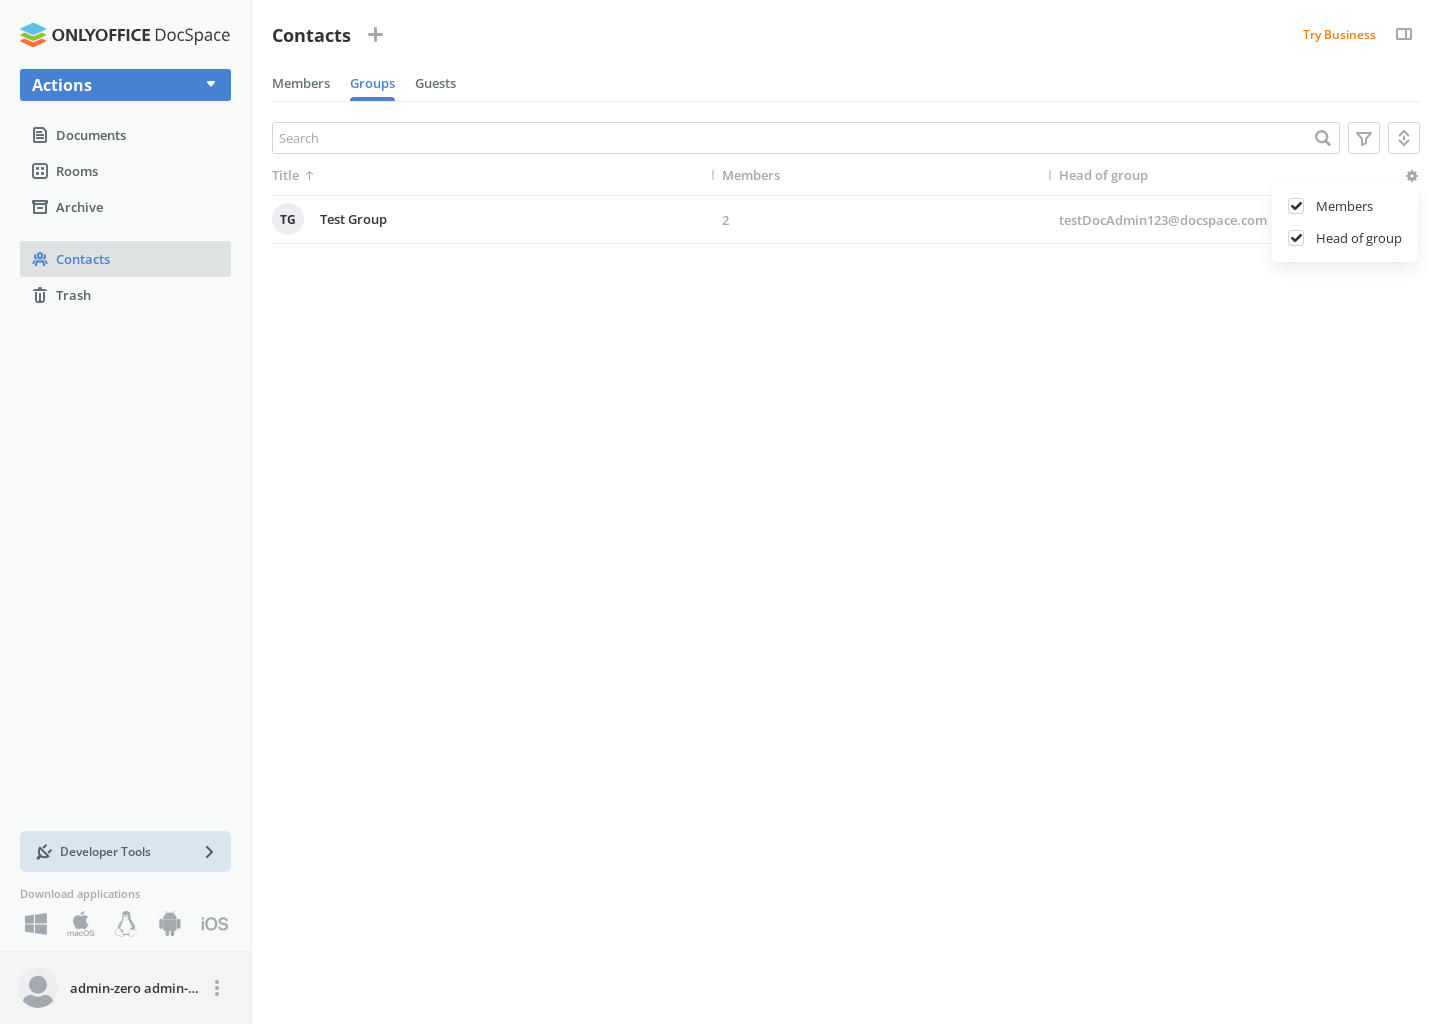 ONLYOFFICE DocSpace
Actions
Documents
Rooms
Archive
Contacts
Trash
Developer Tools
Download applications
macOS
iOS
admin-zero admin-...
Contacts
Try Business
Members Groups Guests
Search
Title Members Head of group
TG Test Group 2 testDocAdmin123@docspace.com
Members
Head of group